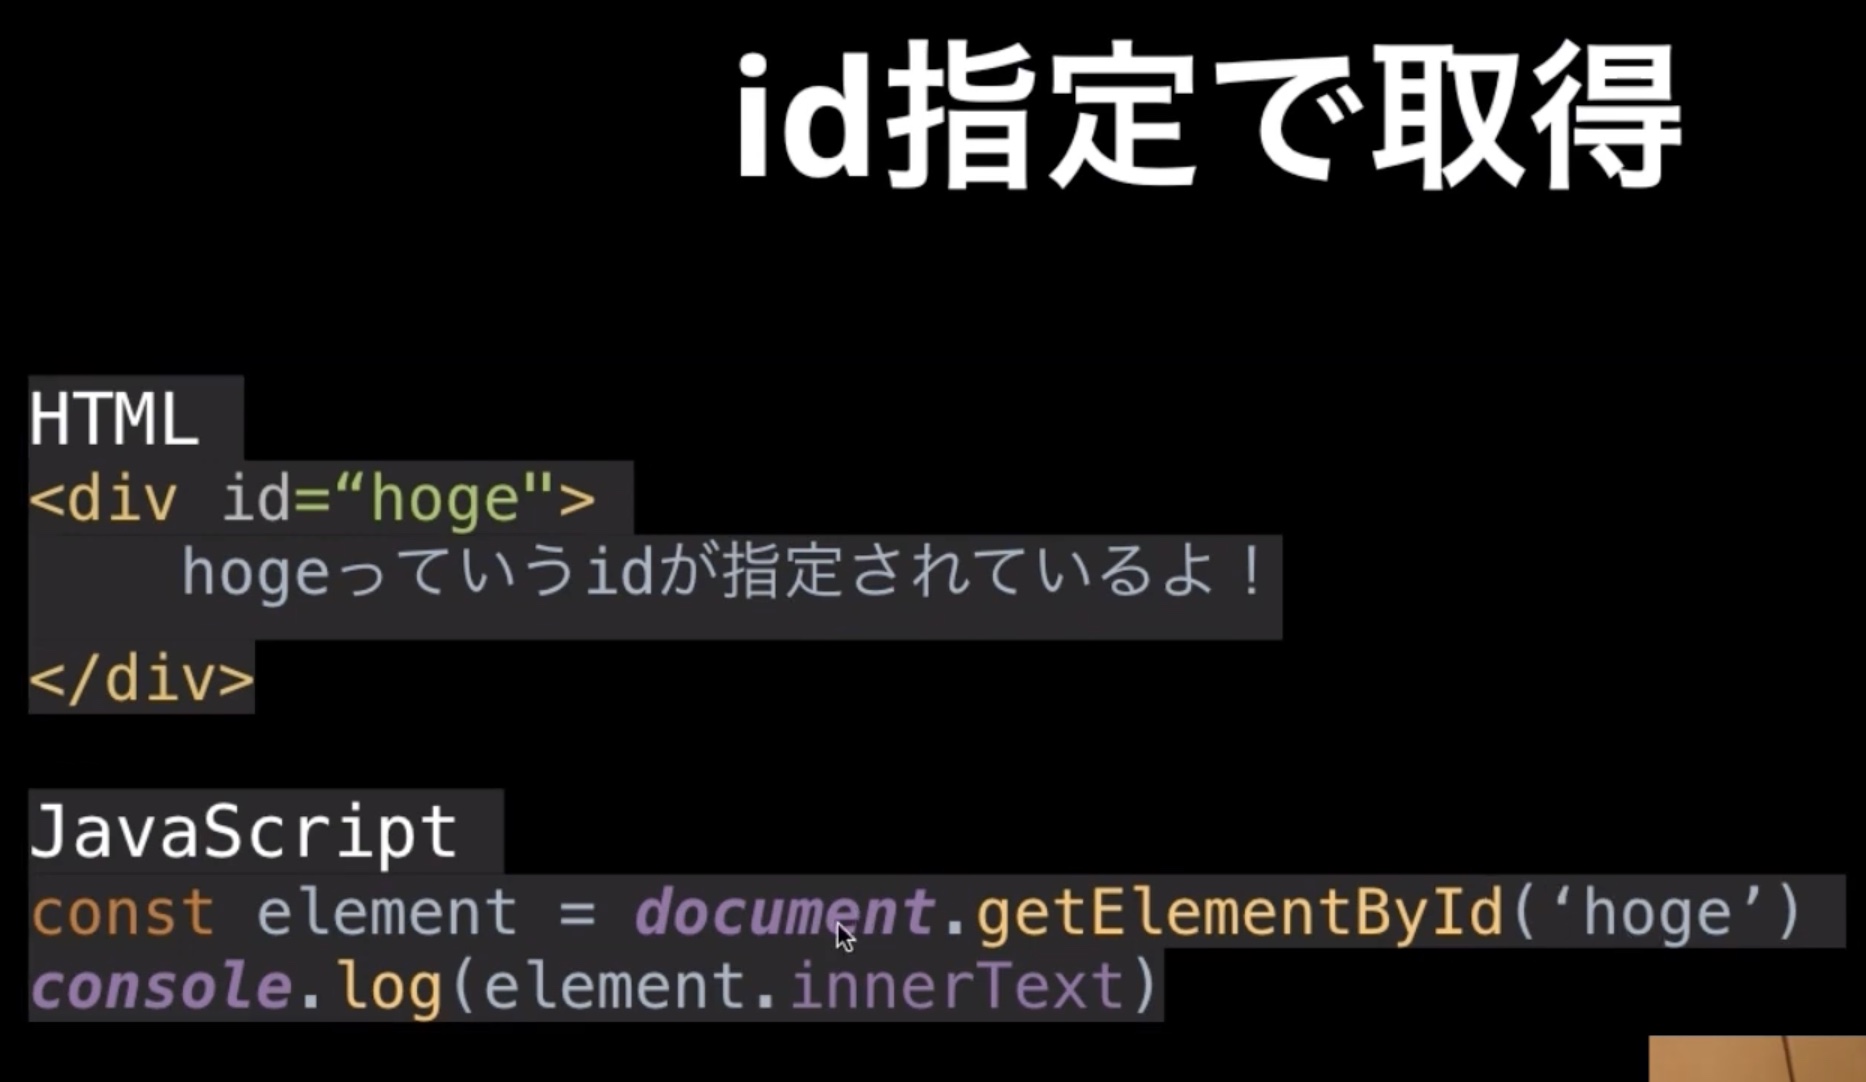 id指定で取得
HTML
<div id=“hoge">
hogeっていうidが指定されているよ！
</div>
JavaScript
const element = document.getElementById(‘hoge’)
console.log(element.innerText)